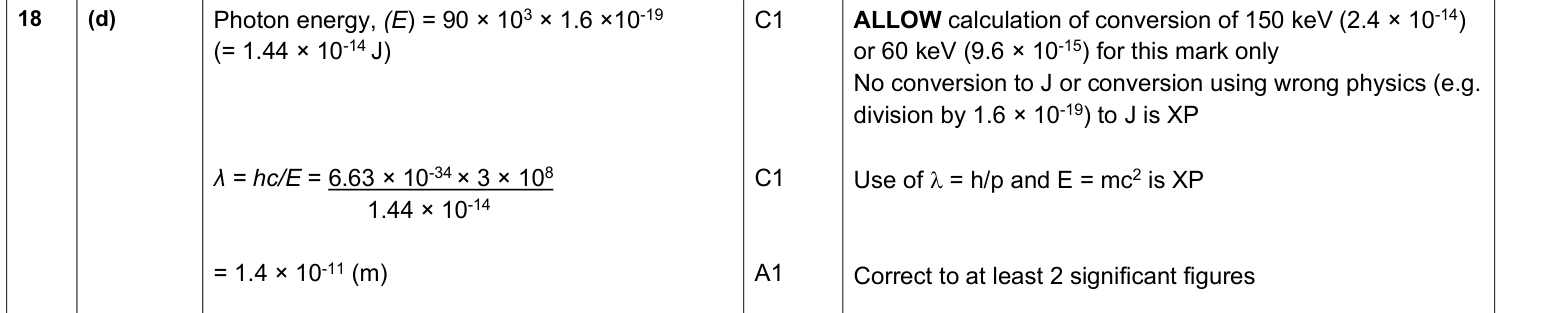 18 (d) Photon energy, (E) = 90 × 10³ × 1.6 ×10⁻¹⁹ C1 ALLOW calculation of conversion of 150 keV (2.4 × 10⁻¹⁴)
(= 1.44 × 10⁻¹⁴ J) or 60 keV (9.6 × 10⁻¹⁵) for this mark only
No conversion to J or conversion using wrong physics (e.g.
division by 1.6 × 10⁻¹⁹) to J is XP
λ = hc/E = 6.63 × 10⁻³⁴ × 3 × 10⁸ C1 Use of λ = h/p and E = mc² is XP
1.44 × 10⁻¹⁴
= 1.4 × 10⁻¹¹ (m) A1 Correct to at least 2 significant figures